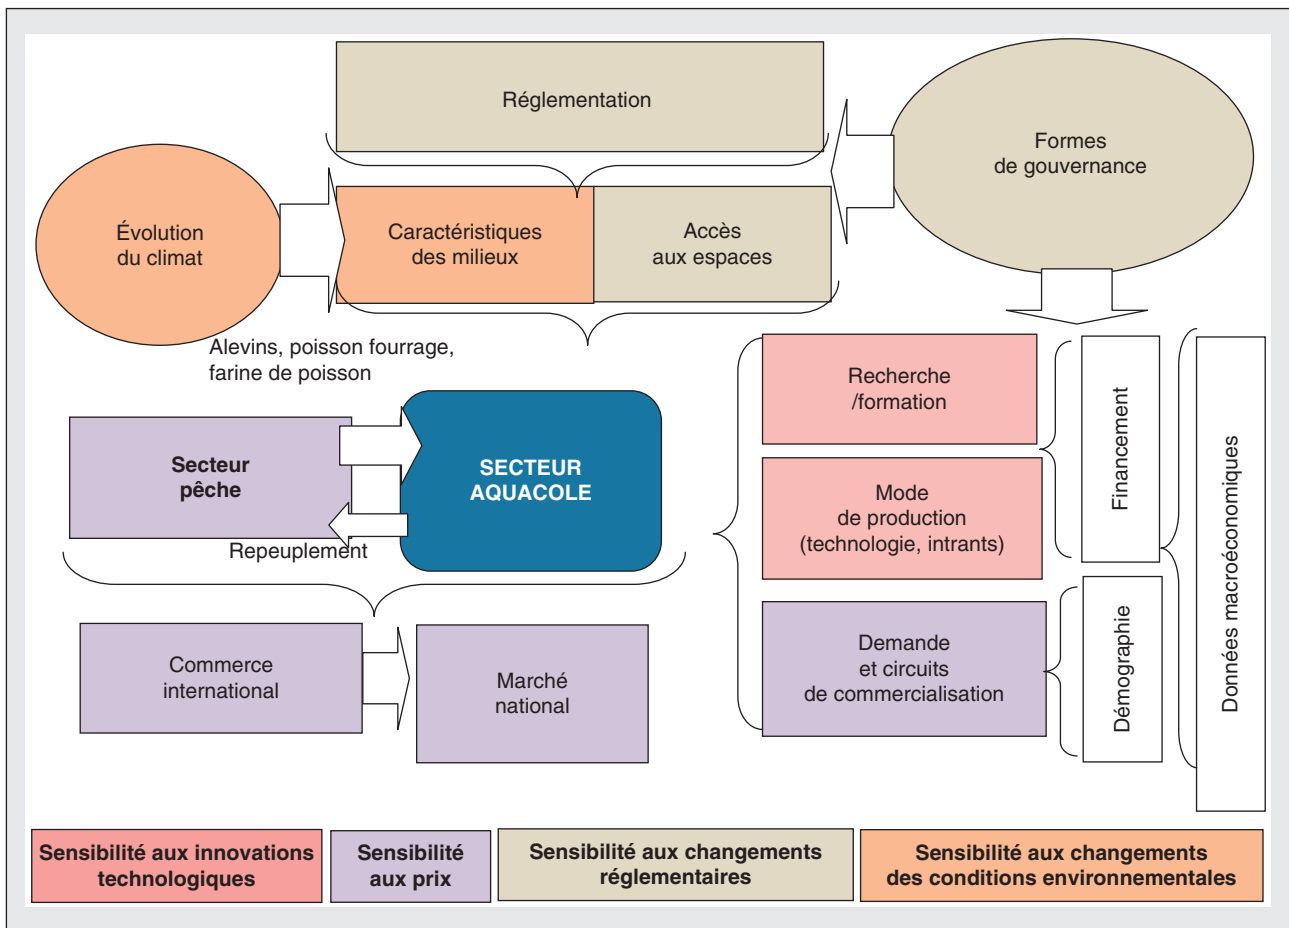 Réglementation
Formes
de gouvernance
Évolution
du climat
Caractéristiques
des milieux
Accès
aux espaces
Alevins, poisson fourrage,
farine de poisson
Secteur
pêche
SECTEUR
AQUACOLE
Repeuplement
Commerce
international
Marché
national
Recherche
/formation
Mode
de production
(technologie, intrants)
Demande
et circuits
de commercialisation
Financement
Démographie
Données macroéconomiques
Sensibilité aux innovations
technologiques
Sensibilité
aux prix
Sensibilité aux changements
réglementaires
Sensibilité aux changements
des conditions environnementales